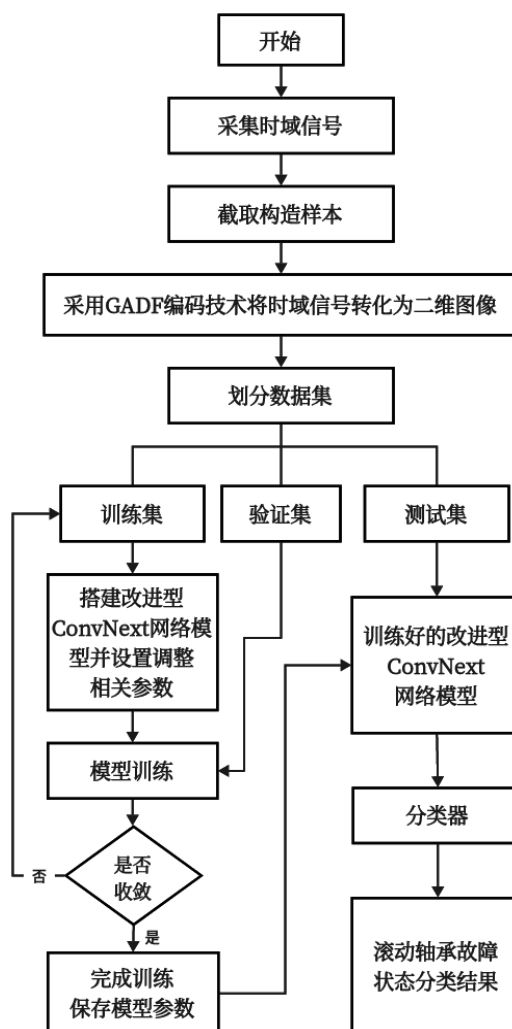 开始
采集时域信号
截取构造样本
采用GADF编码技术将时域信号转化为二维图像
划分数据集
训练集
验证集
测试集
搭建改进型
ConvNext网络模
型并设置调整
相关参数
训练好的改进型
ConvNext
网络模型
模型训练
分类器
是否
收敛
否
是
完成训练
保存模型参数
滚动轴承故障
状态分类结果